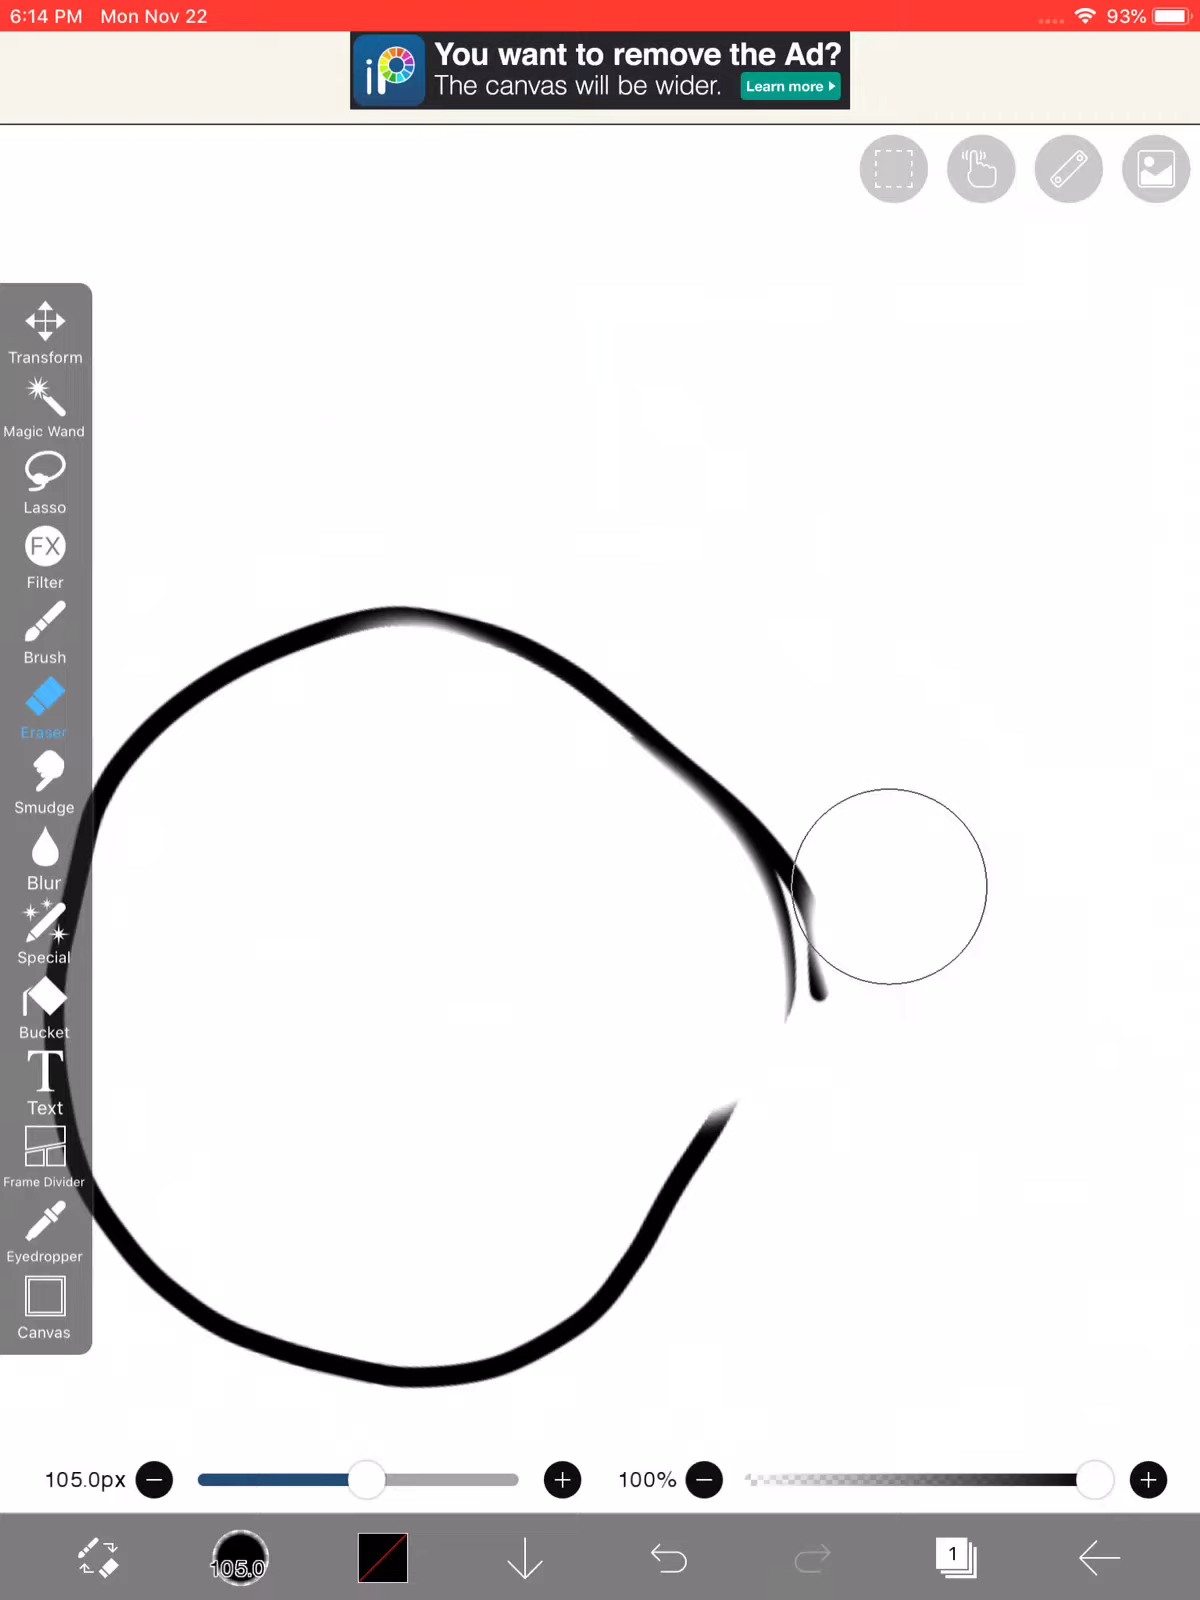 6:14 PM Mon Nov 22 93%
iP
You want to remove the Ad?
The canvas will be wider. Learn more
Transform
Magic Wand
Lasso
FX
Filter
Brush
Eraser
Smudge
Blur
Special
Bucket
T
Text
Frame Divider
Eyedropper
Canvas
105.0px 100%
105.0 1